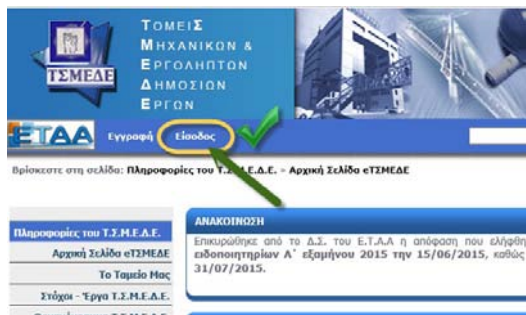 ΤΣΜΕΔΕ
ΤομεiΣ
Μηχανικων &
Εργοληπτων
Δημοσιων
Εργων
ΕΤΑΑ
Εγγραφή
Είσοδος
Βρίσκεστε στη σελίδα: Πληροφορίες του Τ.Σ.Μ.Ε.Δ.Ε. » Αρχική Σελίδα eΤΣΜΕΔΕ
Πληροφορίες του Τ.Σ.Μ.Ε.Δ.Ε.
Αρχική Σελίδα eΤΣΜΕΔΕ
Το Ταμείο Μας
Στόχοι - Έργα Τ.Σ.Μ.Ε.Δ.Ε.
ΑΝΑΚΟΙΝΩΣΗ
Επικυρώθηκε από το Δ.Σ. του Ε.Τ.Α.Α η απόφαση που ελήφθη
ειδοποιητηρίων Α΄ εξαμήνου 2015 την 15/06/2015, καθώς
31/07/2015.